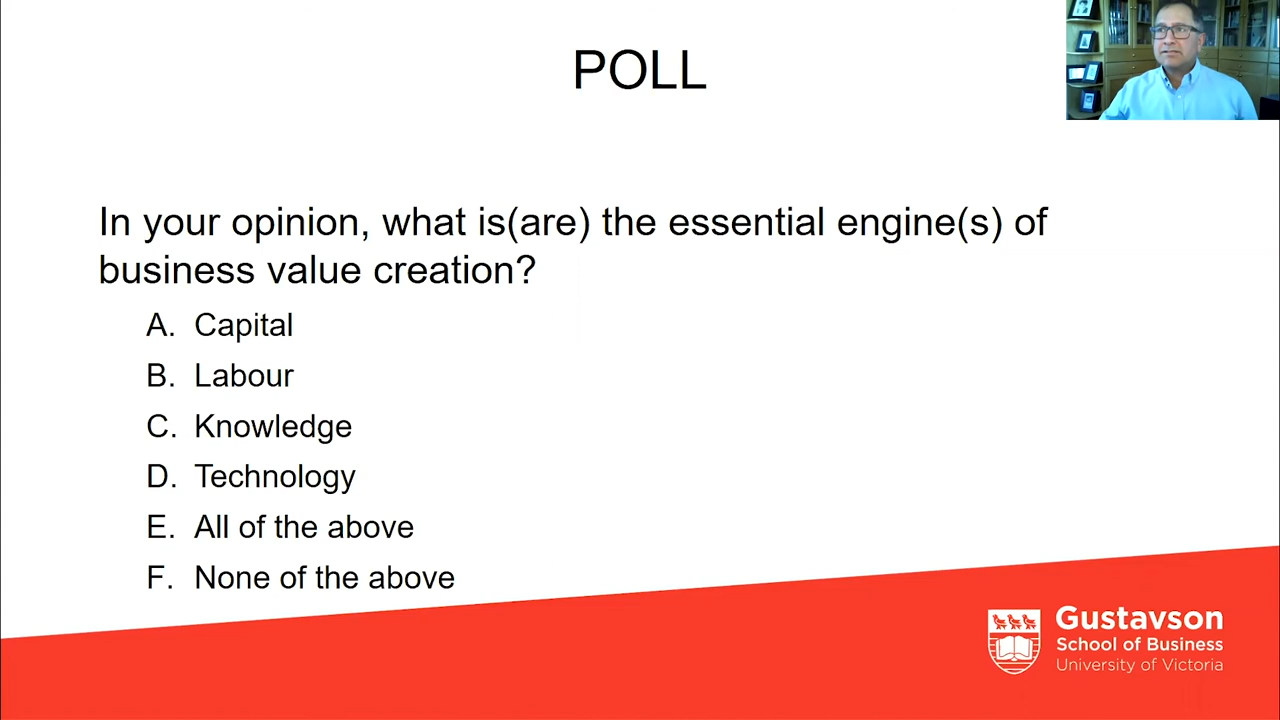 POLL
In your opinion, what is(are) the essential engine(s) of
business value creation?
A. Capital
B. Labour
C. Knowledge
D. Technology
E. All of the above
F. None of the above
Gustavson
School of Business
University of Victoria